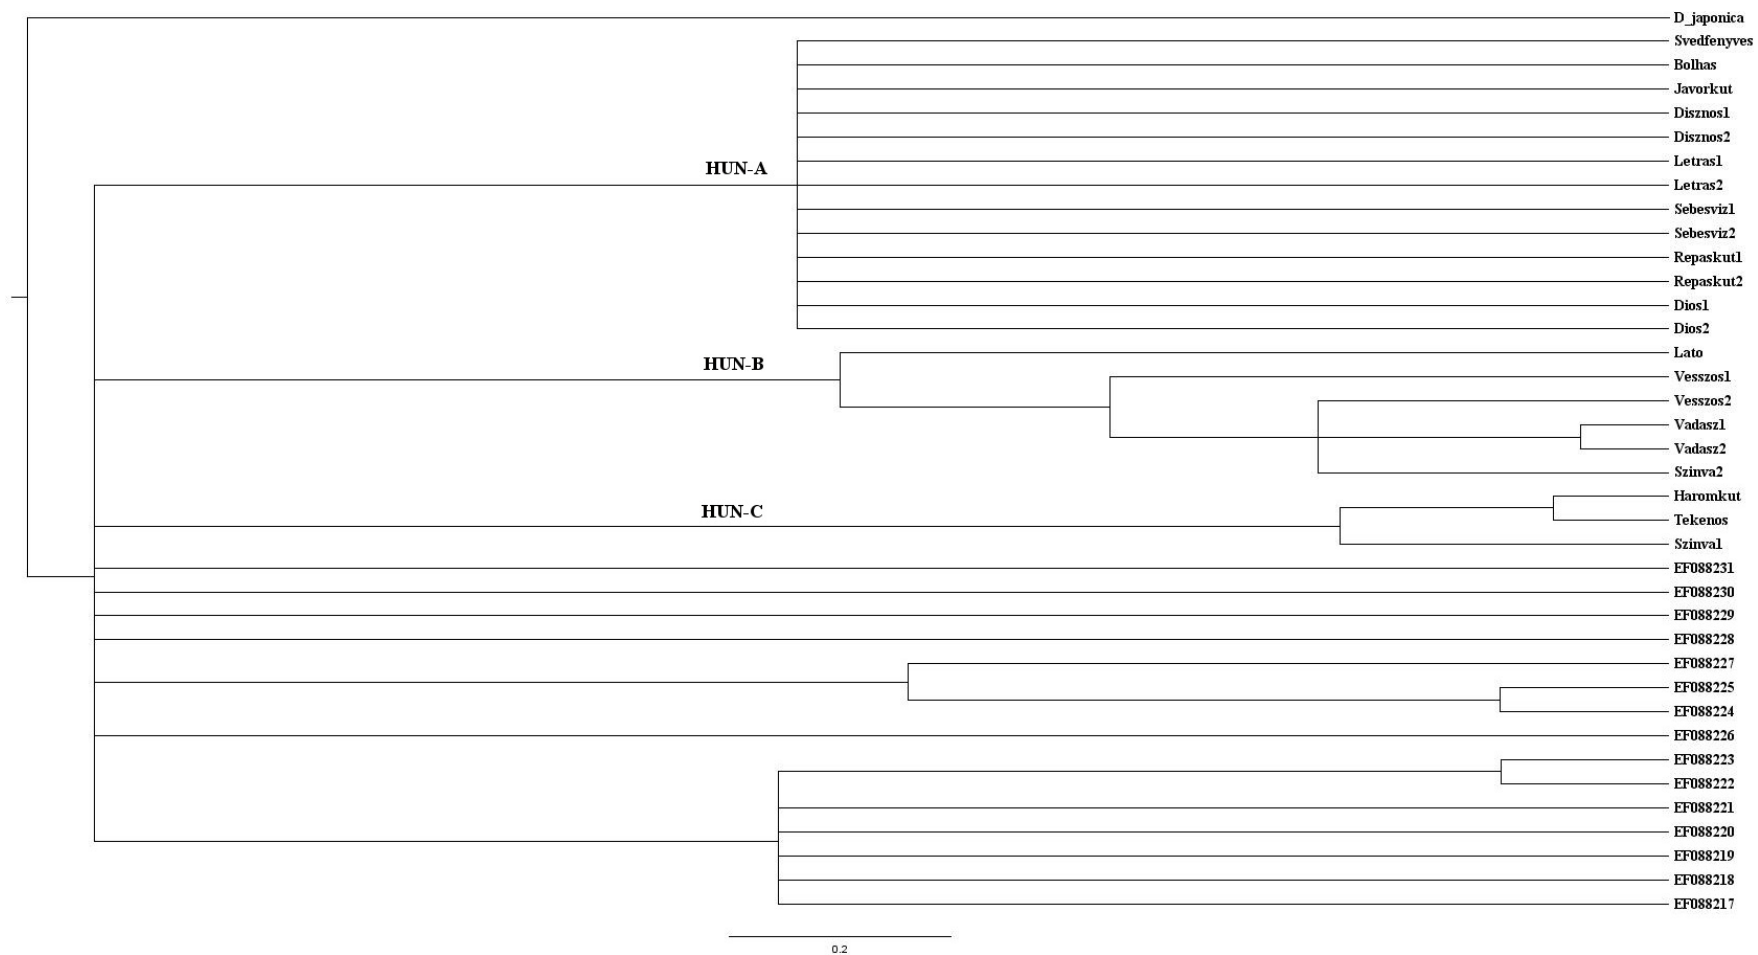 D_japonica
Svedfenyves
Bolhas
Javorkut
Disznos1
Disznos2
Letras1
HUN-A
Letras2
Sebesviz1
Sebesviz2
Repaskut1
Repaskut2
Dios1
Dios2
Lato
HUN-B
Vesszos1
Vesszos2
Vadasz1
Vadasz2
Szinva2
Haromkut
HUN-C
Tekenos
Szinva1
EF088231
EF088230
EF088229
EF088228
EF088227
EF088225
EF088224
EF088226
EF088223
EF088222
EF088221
EF088220
EF088219
EF088218
EF088217
0.2